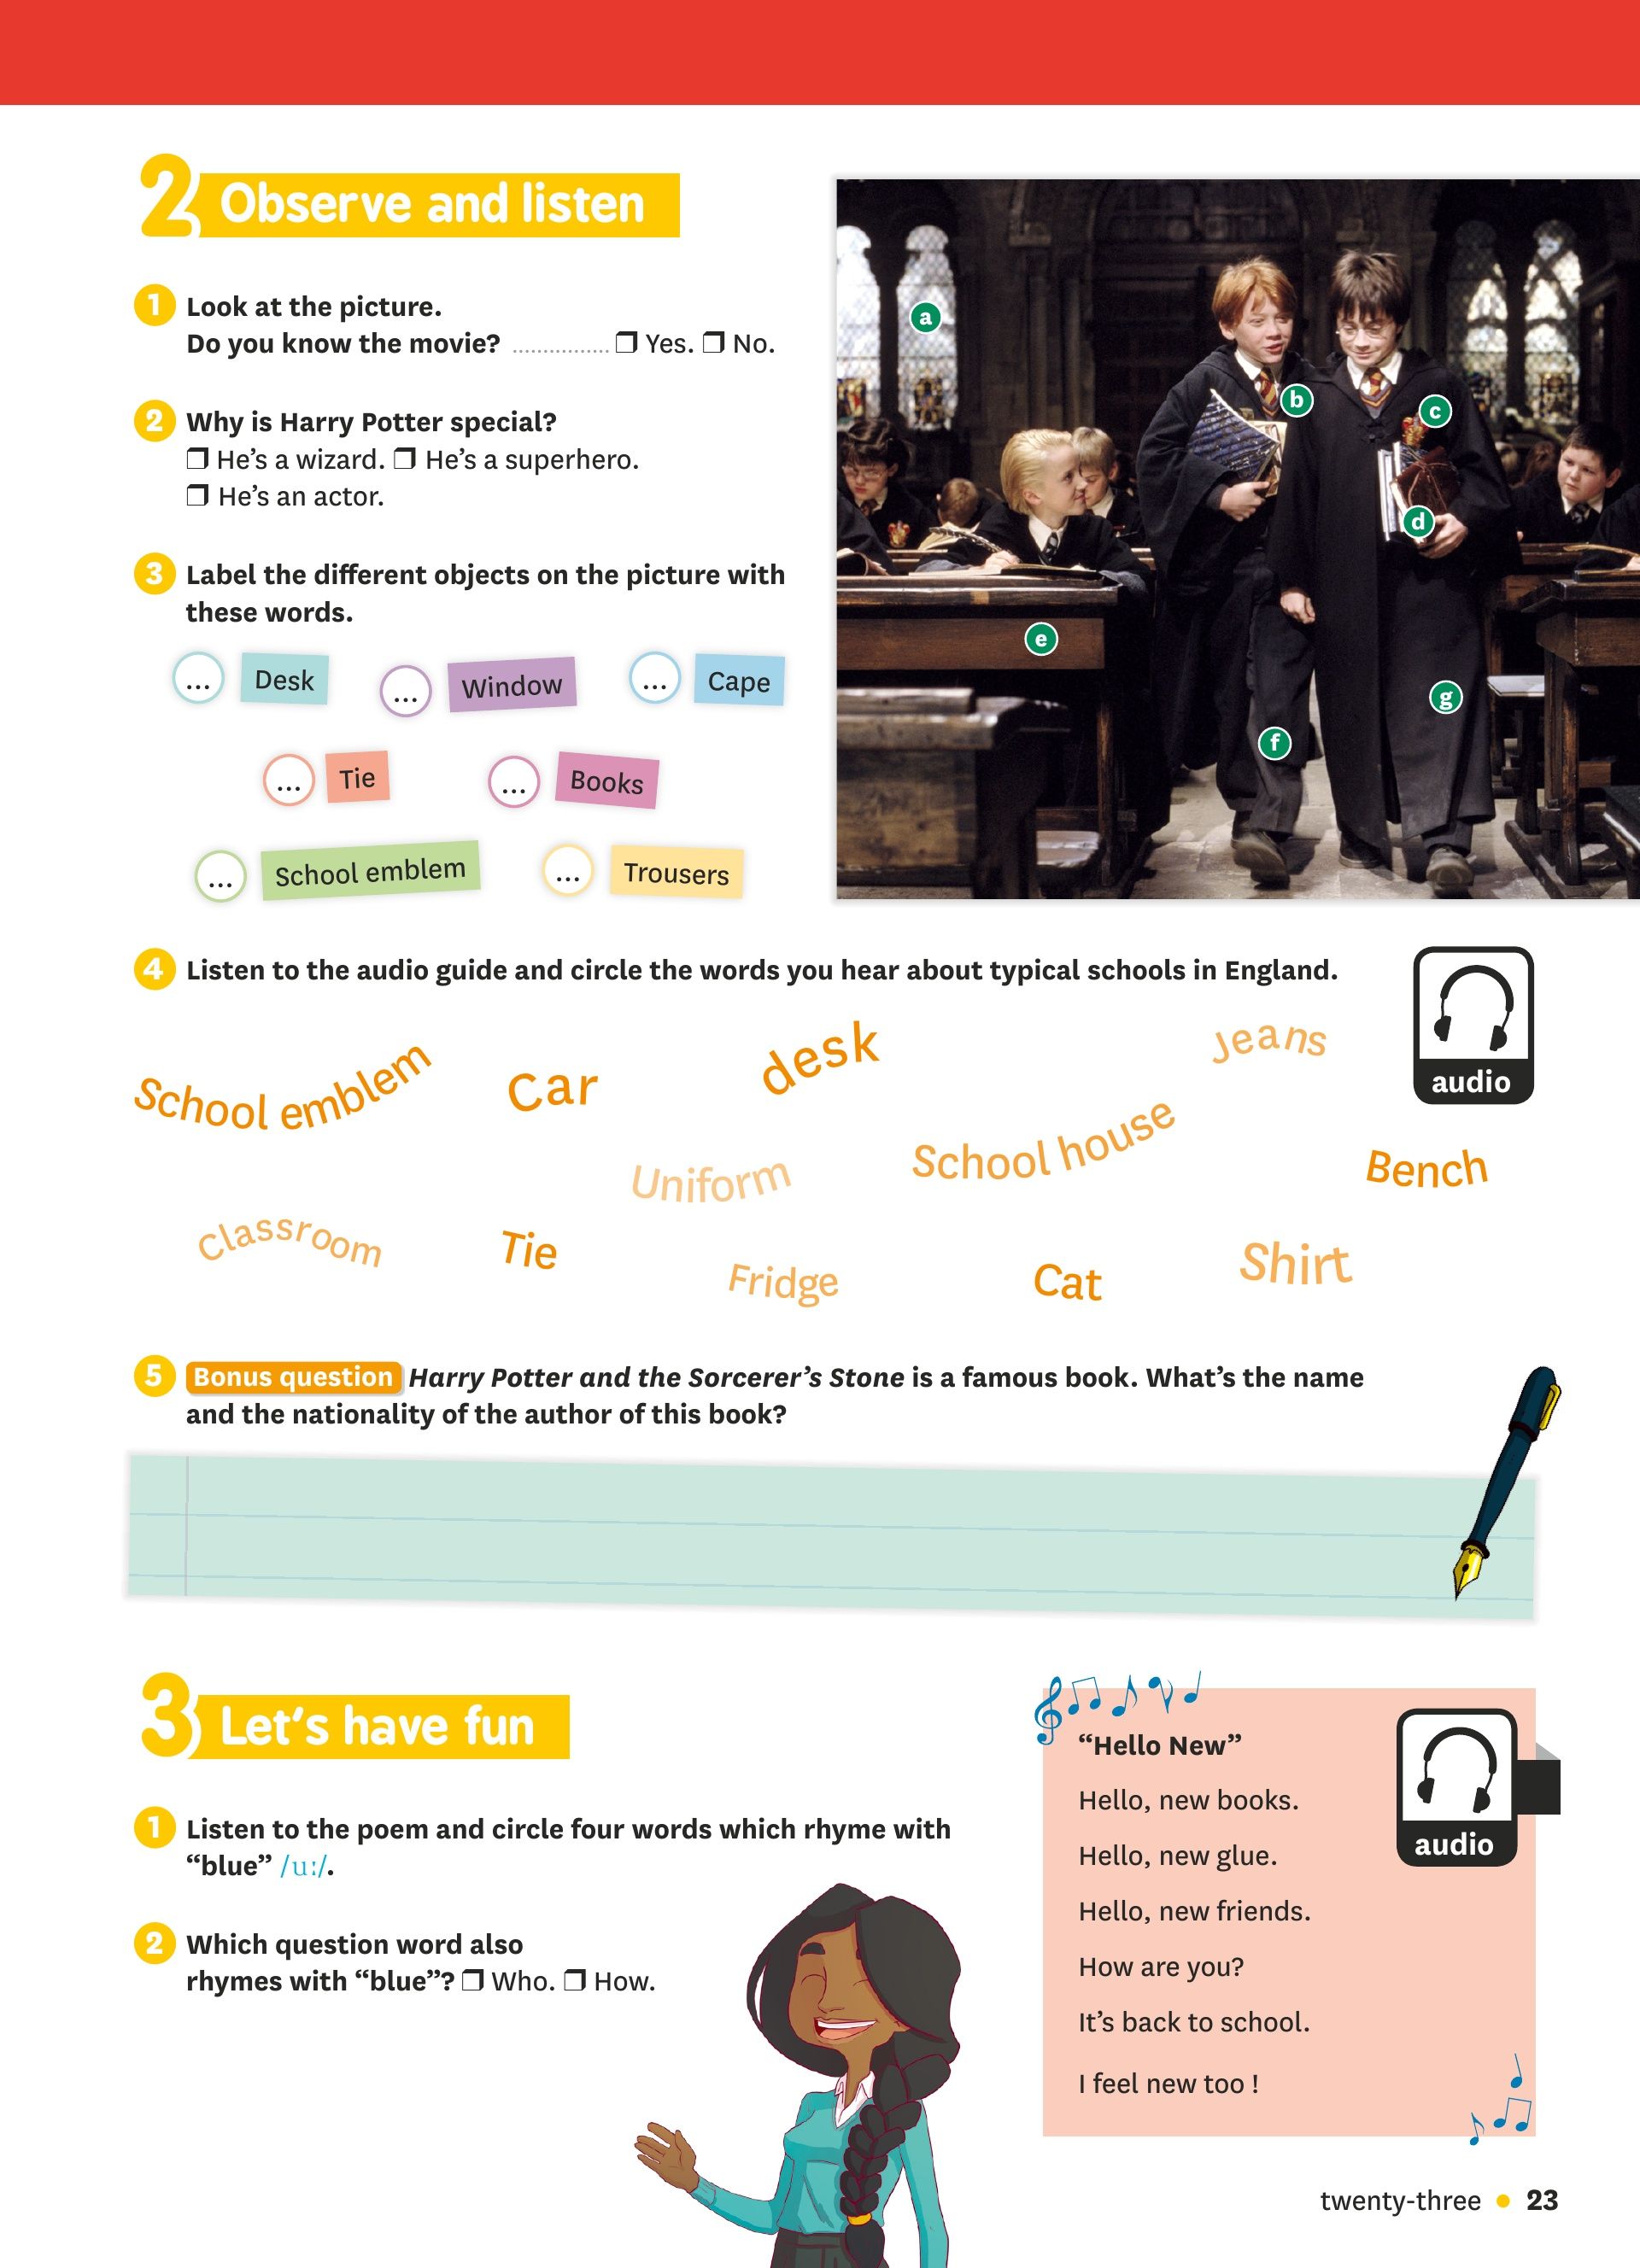 2 Observe and listen
1 Look at the picture.
Do you know the movie? ................ ❒ Yes. ❒ No.
2 Why is Harry Potter special?
❒ He’s a wizard. ❒ He’s a superhero.
❒ He’s an actor.
3 Label the different objects on the picture with
these words.
... Desk ... Window ... Cape
... Tie ... Books
... School emblem ... Trousers
a
b
c
d
e
f
g
4 Listen to the audio guide and circle the words you hear about typical schools in England.
audio
School emblem Car desk Jeans
Uniform School house Bench
Classroom Tie Fridge Cat Shirt
5 Bonus question Harry Potter and the Sorcerer’s Stone is a famous book. What’s the name
and the nationality of the author of this book?
3 Let’s have fun
1 Listen to the poem and circle four words which rhyme with
“blue” /uː/.
2 Which question word also
rhymes with “blue”? ❒ Who. ❒ How.
“Hello New”
Hello, new books.
Hello, new glue.
Hello, new friends.
How are you?
It’s back to school.
I feel new too !
audio
twenty-three • 23